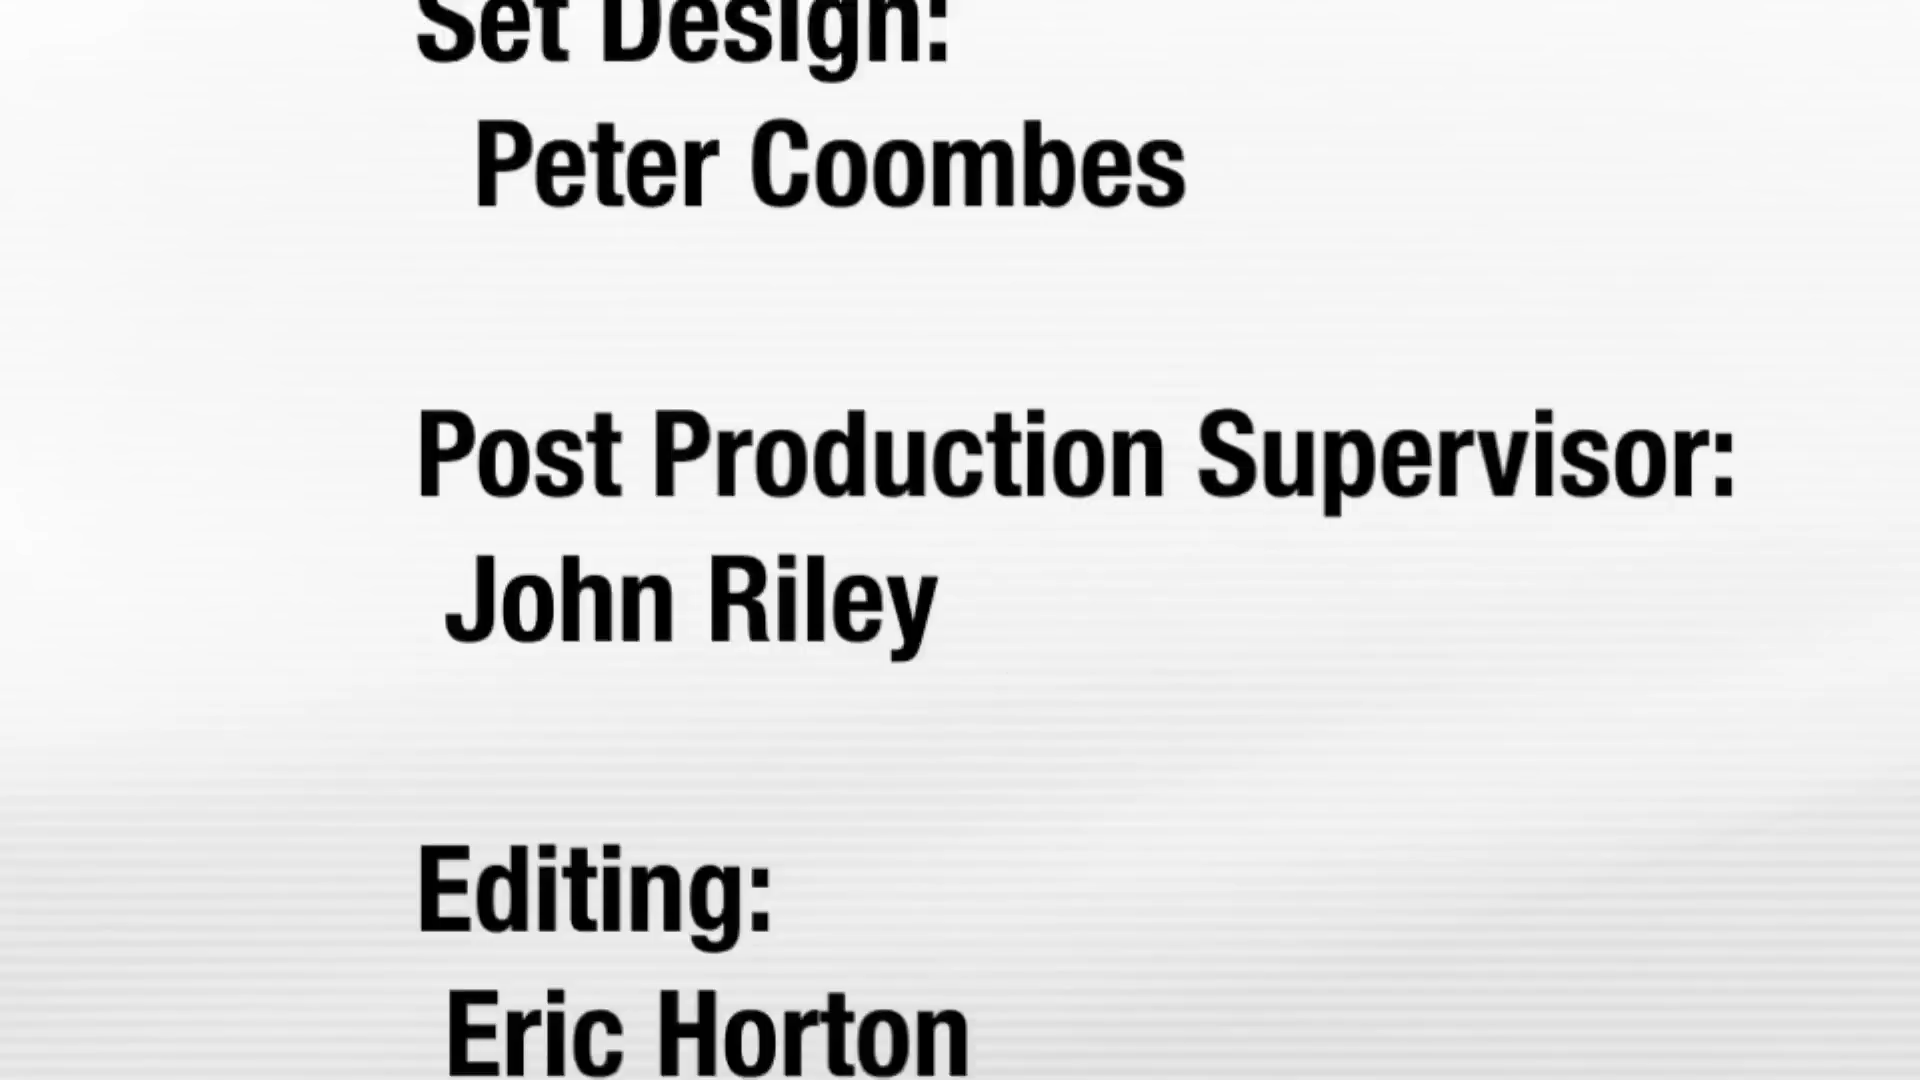 Set Design:
Peter Coombes
Post Production Supervisor:
John Riley
Editing:
Eric Horton